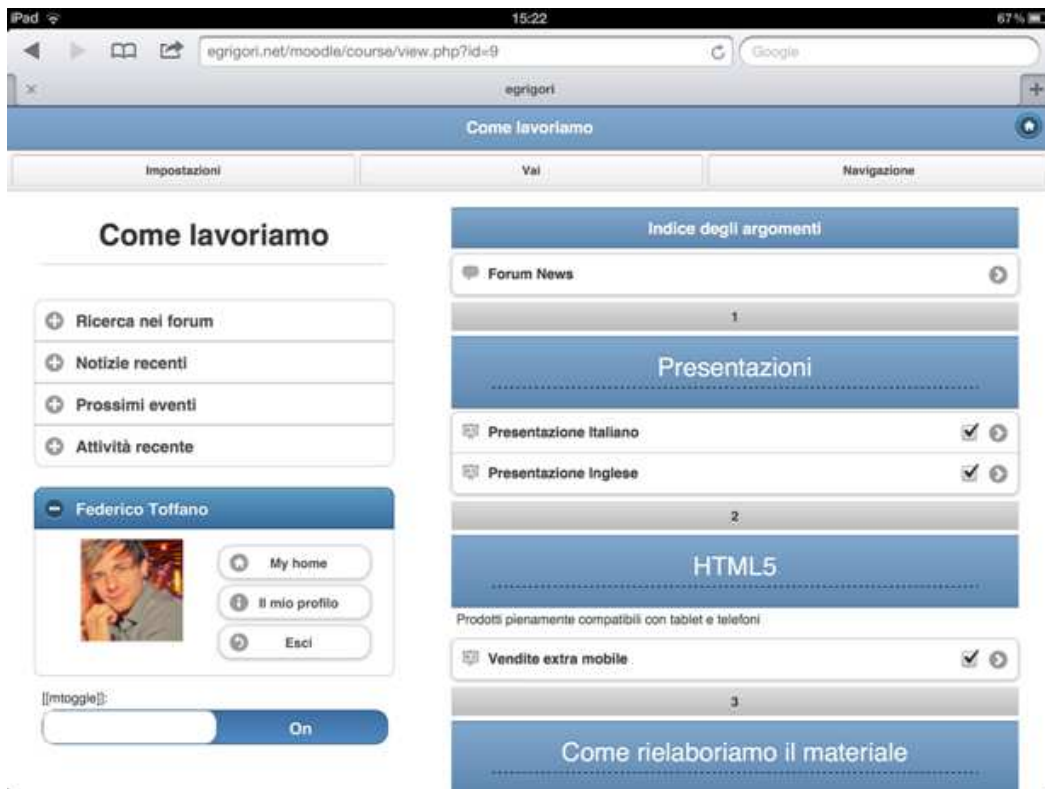 iPad 15:22 67%
egrigori.net/moodle/course/view.php?id=9 Google
egrigori
Come lavoriamo
Impostazioni Vai Navigazione
Come lavoriamo
Ricerca nei forum
Notizie recenti
Prossimi eventi
Attività recente
Federico Toffano
My home
Il mio profilo
Esci
[[mtoggle]]:
On
Indice degli argomenti
Forum News
1
Presentazioni
Presentazione Italiano
Presentazione Inglese
2
HTML5
Prodotti pienamente compatibili con tablet e telefoni
Vendite extra mobile
3
Come rielaboriamo il materiale